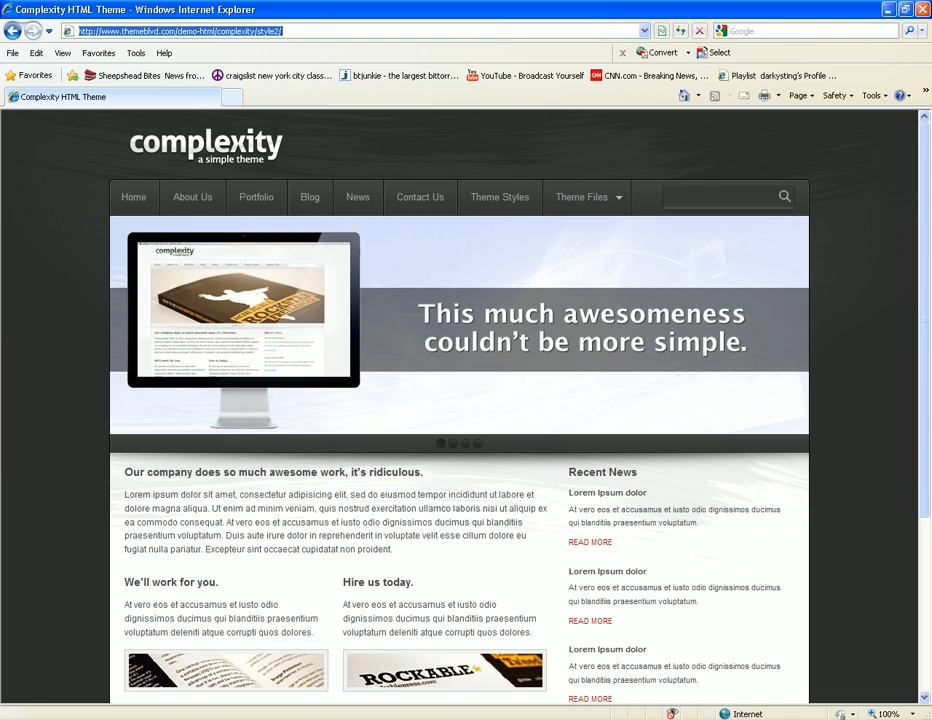 Complexity HTML Theme - Windows Internet Explorer
http://www.themeblvd.com/demo-html/complexity/style2/
Google
File Edit View Favorites Tools Help
Convert Select
Favorites Sheepshead Bites News fro... craigslist new york city class... btjunkie - the largest bittorr... YouTube - Broadcast Yourself CNN.com - Breaking News, ... Playlist darkysting's Profile ...
Complexity HTML Theme
Page Safety Tools
complexity
a simple theme
Home About Us Portfolio Blog News Contact Us Theme Styles Theme Files
complexity
This much awesomeness
couldn't be more simple.
Our company does so much awesome work, it's ridiculous.
Lorem ipsum dolor sit amet, consectetur adipisicing elit, sed do eiusmod tempor incididunt ut labore et
dolore magna aliqua. Ut enim ad minim veniam, quis nostrud exercitation ullamco laboris nisi ut aliquip ex
ea commodo consequat. At vero eos et accusamus et iusto odio dignissimos ducimus qui blanditiis
praesentium voluptatum. Duis aute irure dolor in reprehenderit in voluptate velit esse cillum dolore eu
fugiat nulla pariatur. Excepteur sint occaecat cupidatat non proident.
We'll work for you.
At vero eos et accusamus et iusto odio
dignissimos ducimus qui blanditiis praesentium
voluptatum deleniti atque corrupti quos dolores.
Hire us today.
At vero eos et accusamus et iusto odio
dignissimos ducimus qui blanditiis praesentium
voluptatum deleniti atque corrupti quos dolores.
ROCKABLE
Recent News
Lorem Ipsum dolor
At vero eos et accusamus et iusto odio dignissimos ducimus
qui blanditiis praesentium voluptatum.
READ MORE
Lorem Ipsum dolor
At vero eos et accusamus et iusto odio dignissimos ducimus
qui blanditiis praesentium voluptatum.
READ MORE
Lorem Ipsum dolor
At vero eos et accusamus et iusto odio dignissimos ducimus
qui blanditiis praesentium voluptatum.
READ MORE
Internet
100%